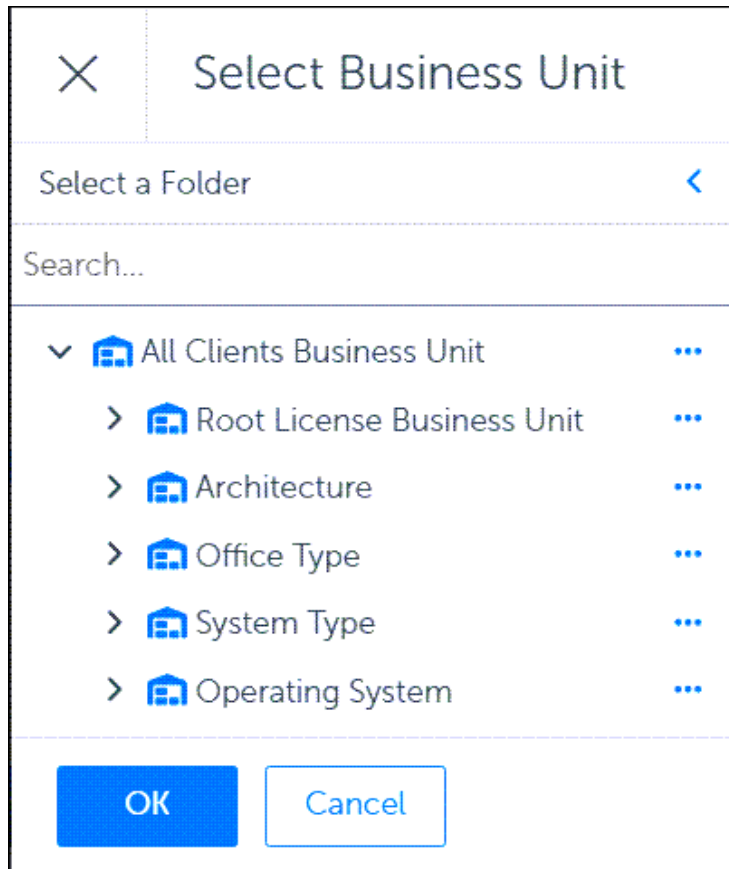 Select Business Unit
Select a Folder
Search...
All Clients Business Unit
Root License Business Unit
Architecture
Office Type
System Type
Operating System
OK Cancel